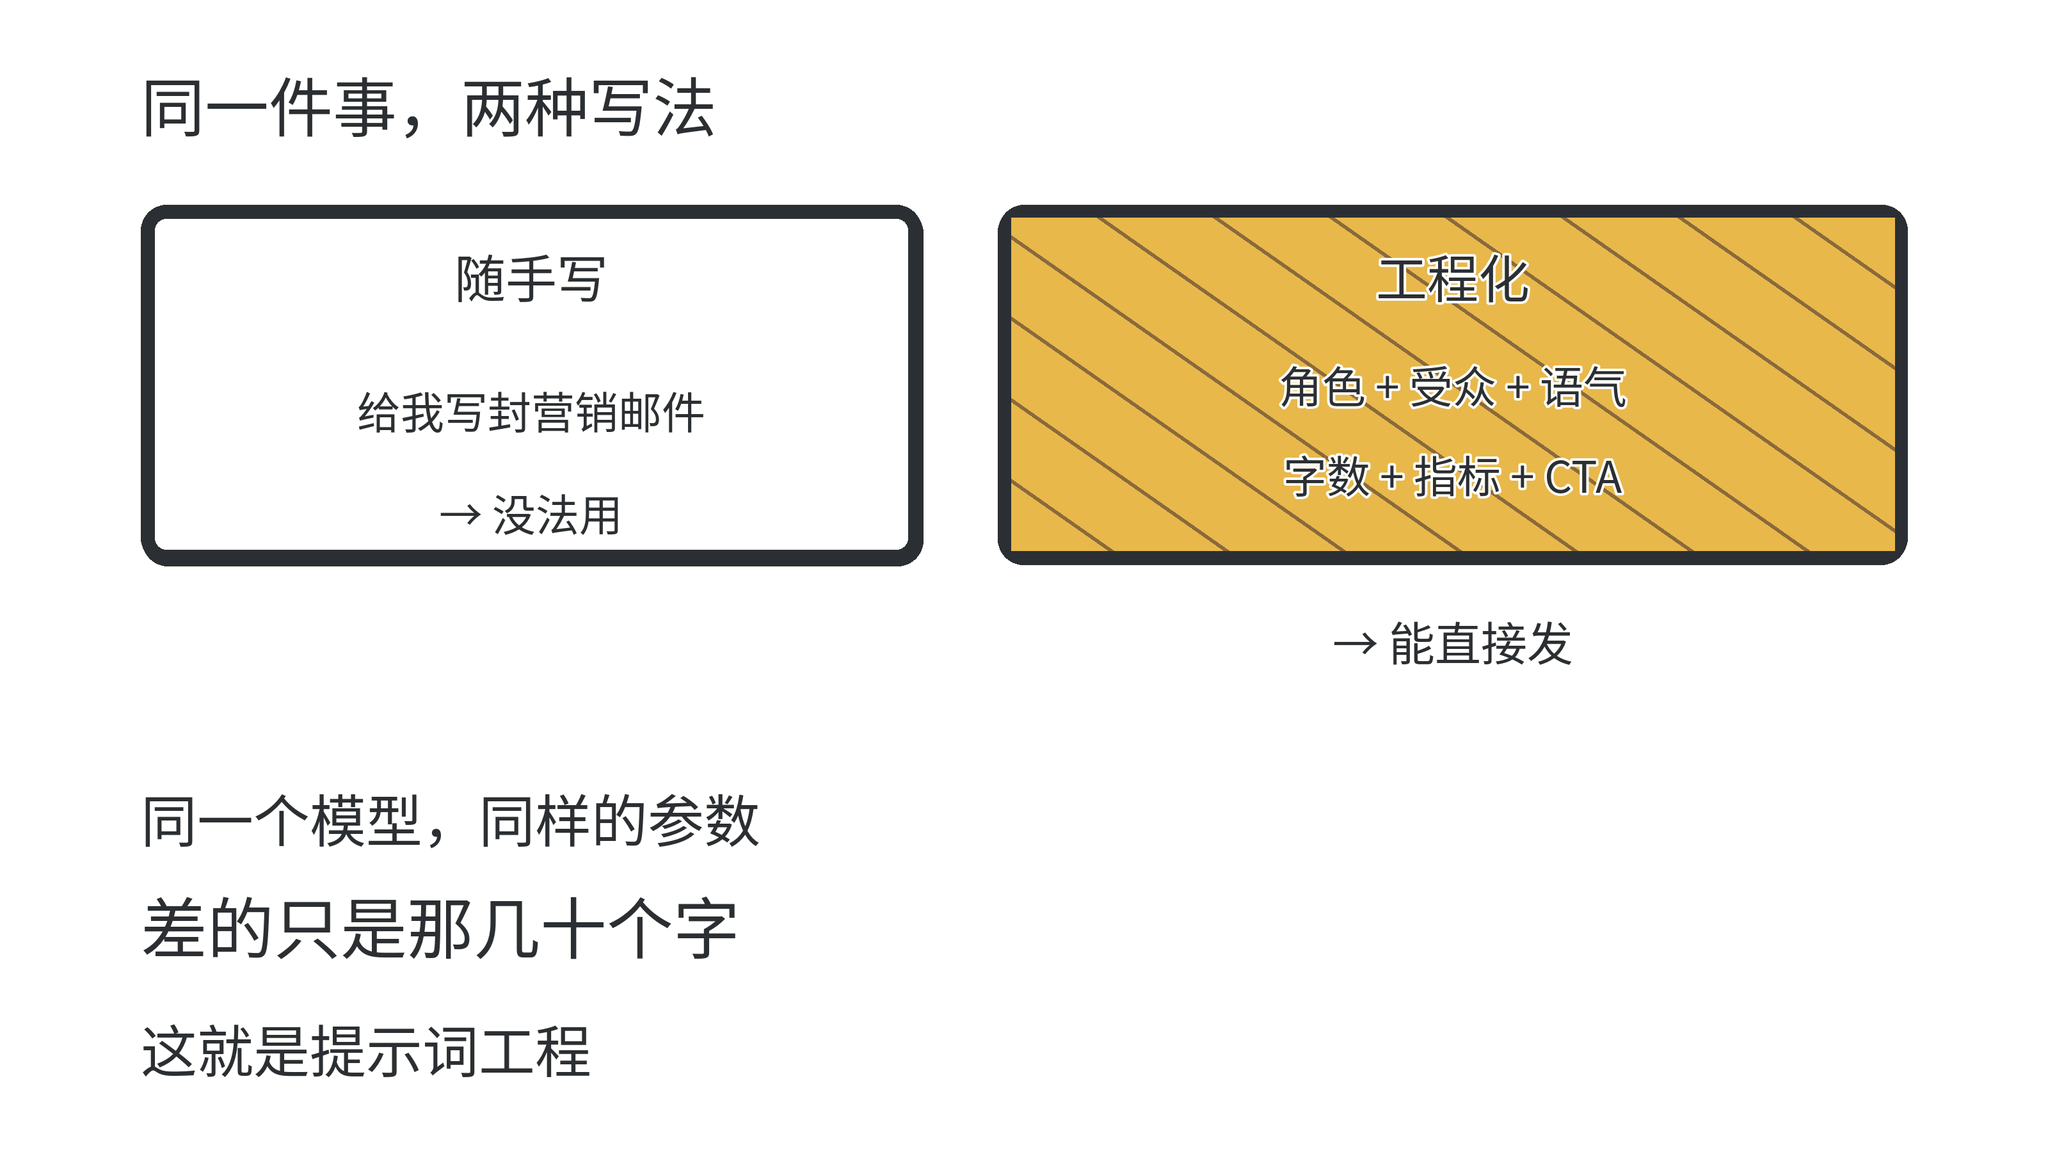 同一件事，两种写法
随手写
给我写封营销邮件
→ 没法用
工程化
角色 + 受众 + 语气
字数 + 指标 + CTA
→ 能直接发
同一个模型，同样的参数
差的只是那几十个字
这就是提示词工程